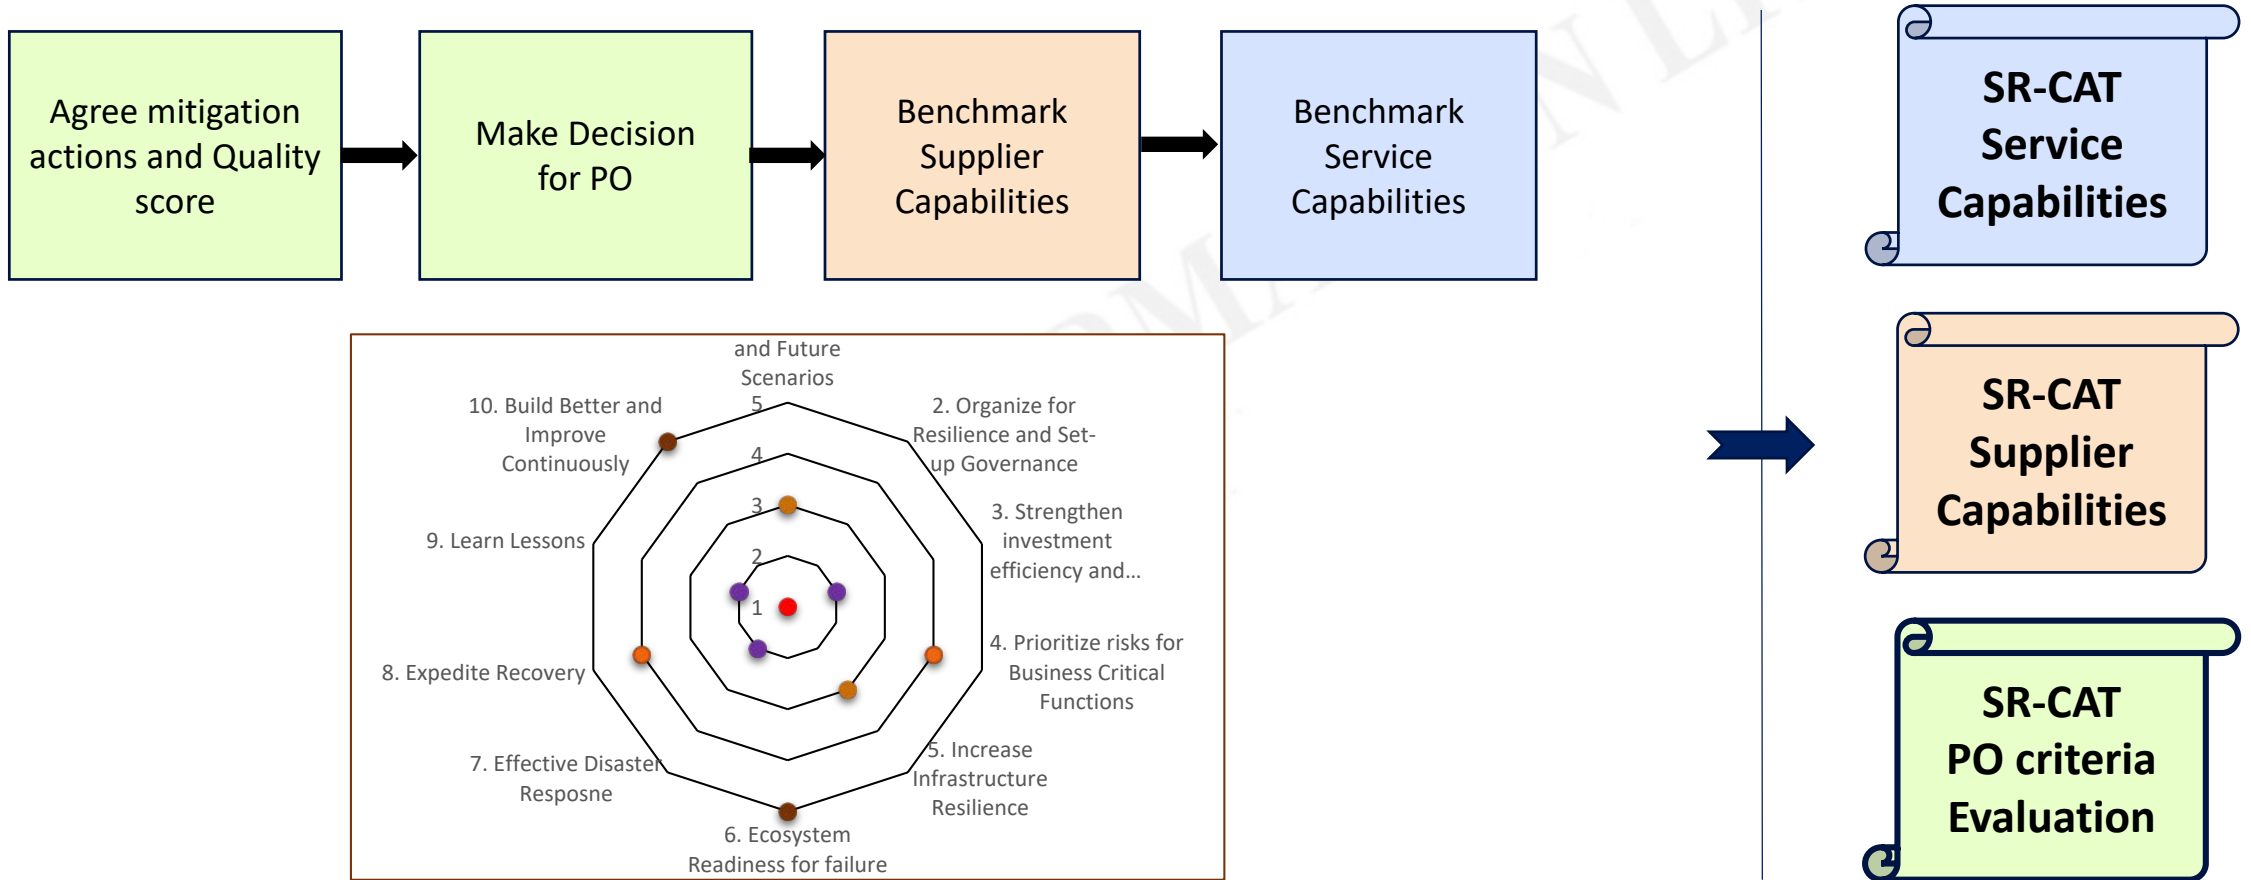 Agree mitigation
actions and Quality
score
Make Decision
for PO
Benchmark
Supplier
Capabilities
Benchmark
Service
Capabilities
and Future
Scenarios
2. Organize for
Resilience and Set-
up Governance
3. Strengthen
investment
efficiency and...
4. Prioritize risks for
Business Critical
Functions
5. Increase
Infrastructure
Resilience
6. Ecosystem
Readiness for failure
7. Effective Disaster
Resposne
8. Expedite Recovery
9. Learn Lessons
10. Build Better and
Improve
Continuously
5
4
3
2
1
SR-CAT
Service
Capabilities
SR-CAT
Supplier
Capabilities
SR-CAT
PO criteria
Evaluation